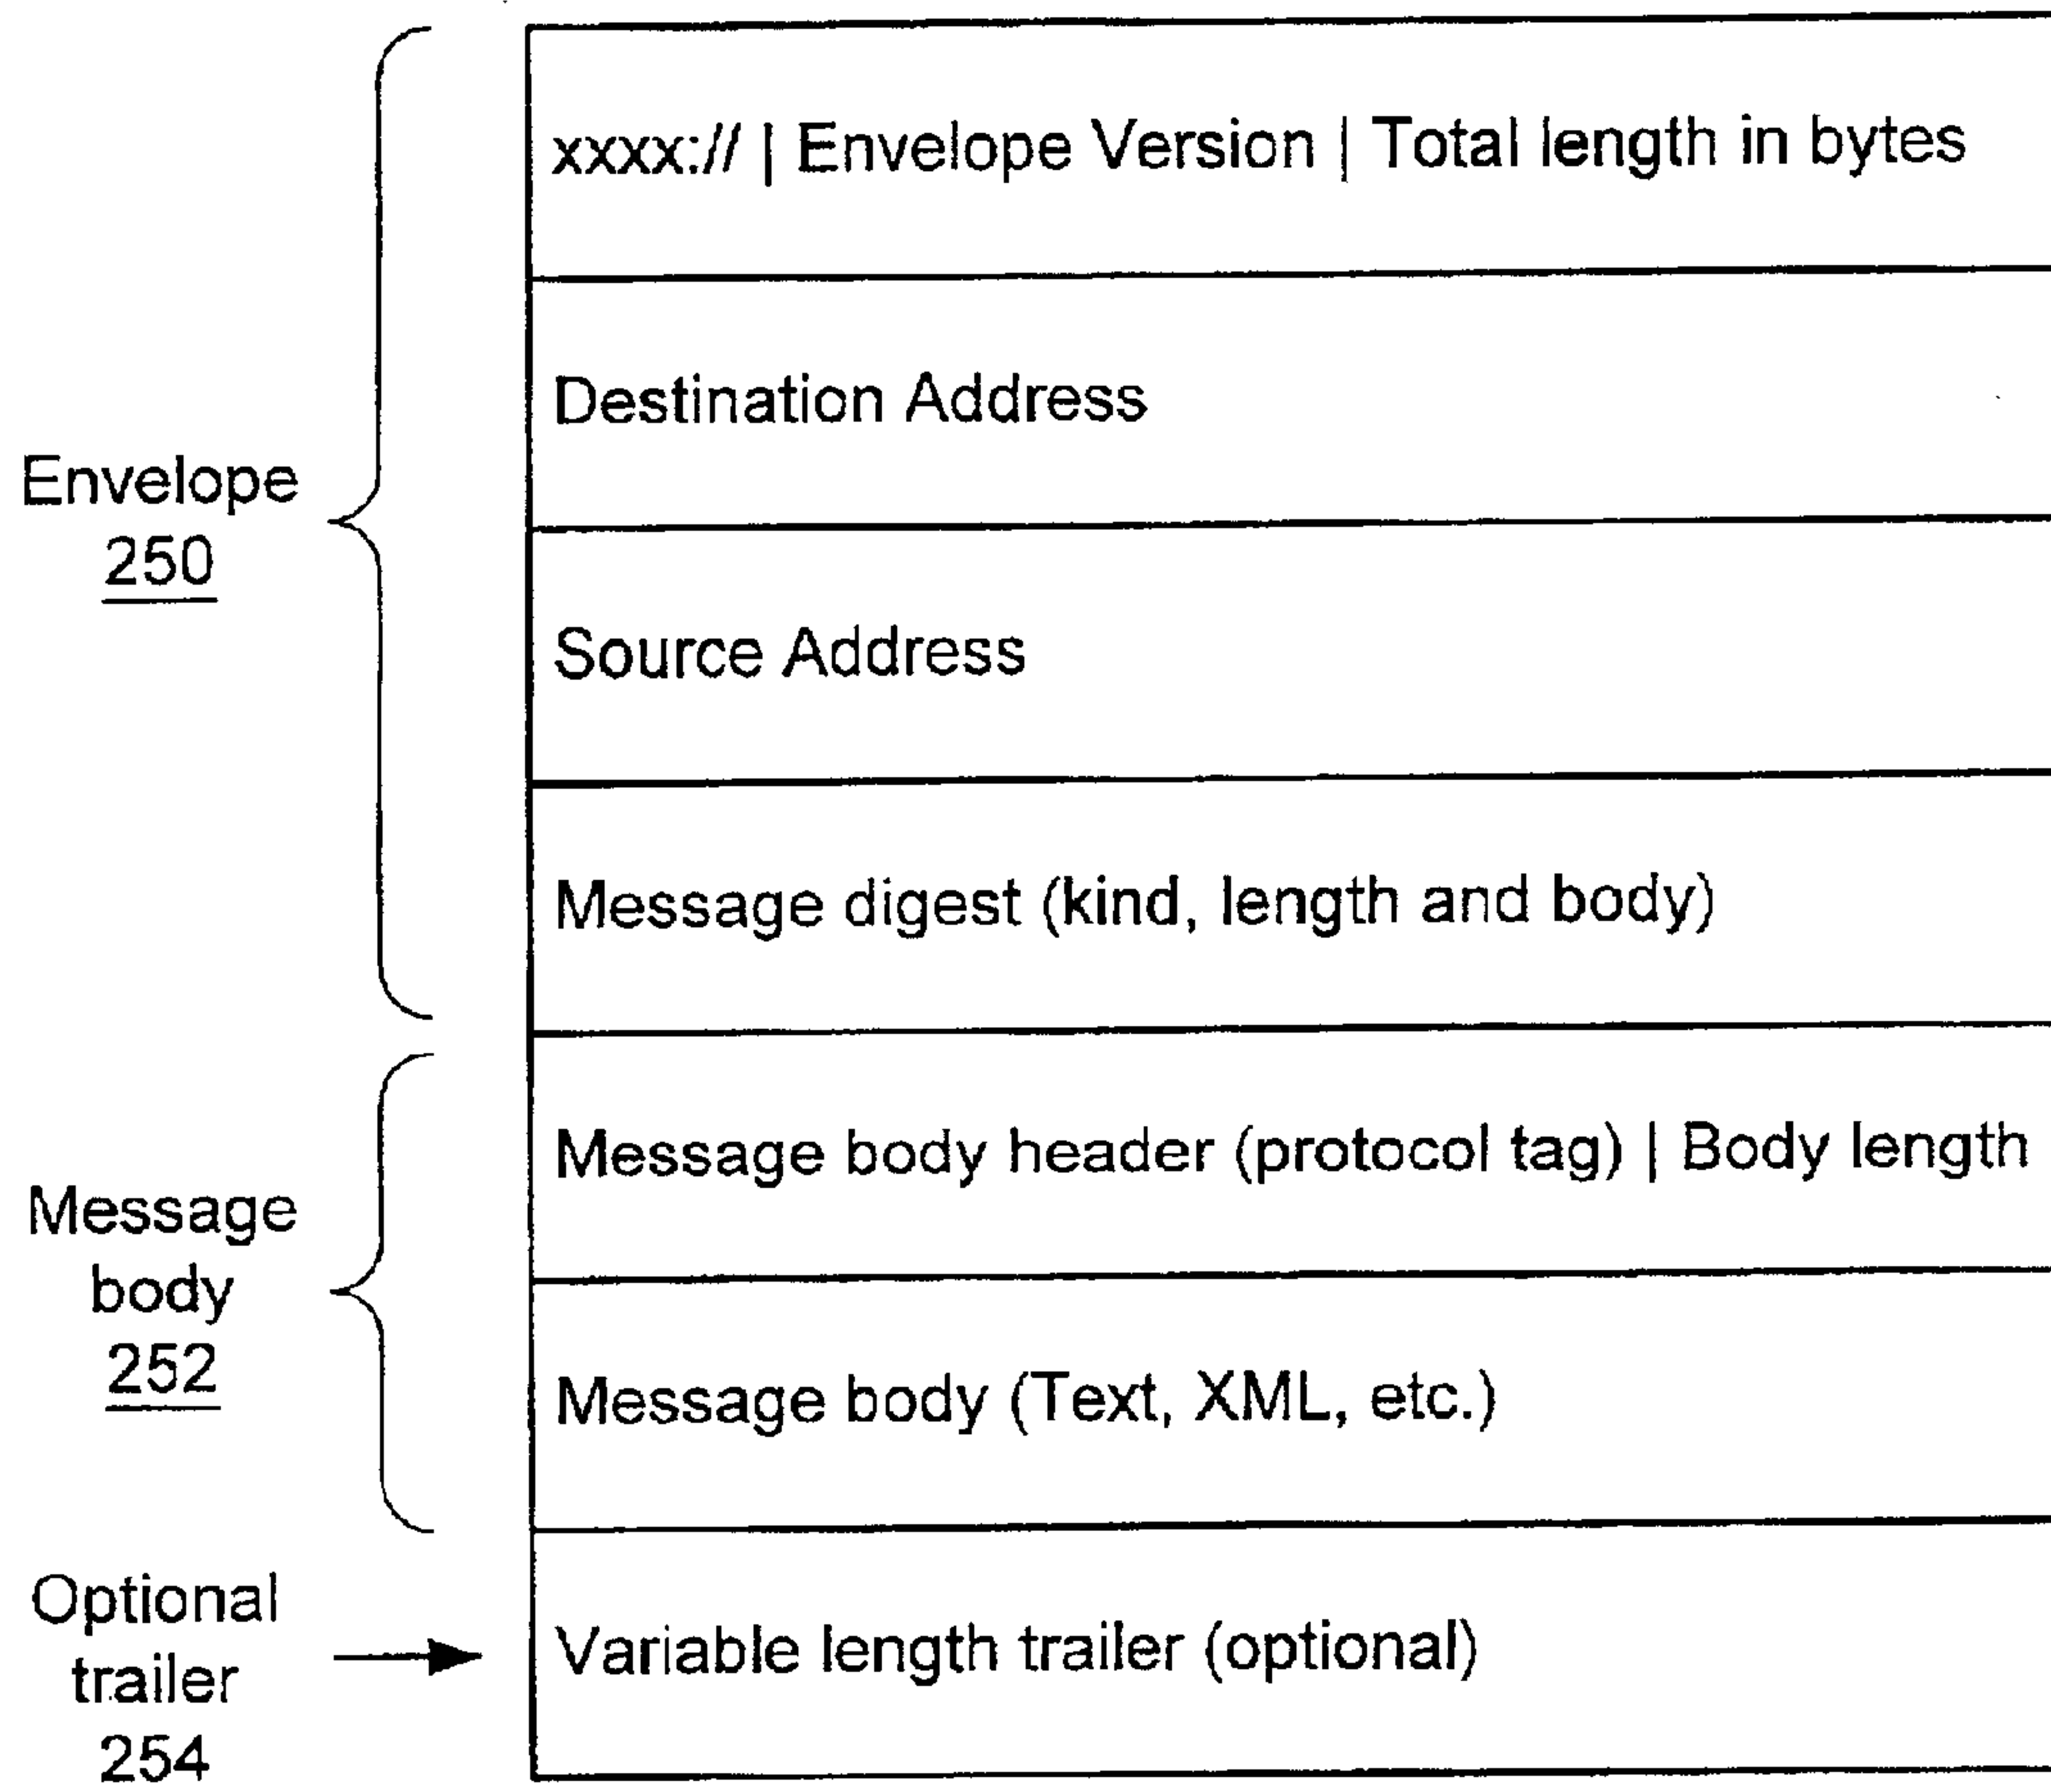 xxxx:// | Envelope Version | Total length in bytes
Destination Address
Envelope
250
Source Address
Message digest (kind, length and body)
Message body header (protocol tag) | Body length
Message
body
252
Message body (Text, XML, etc.)
Optional
trailer
254
Variable length trailer (optional)